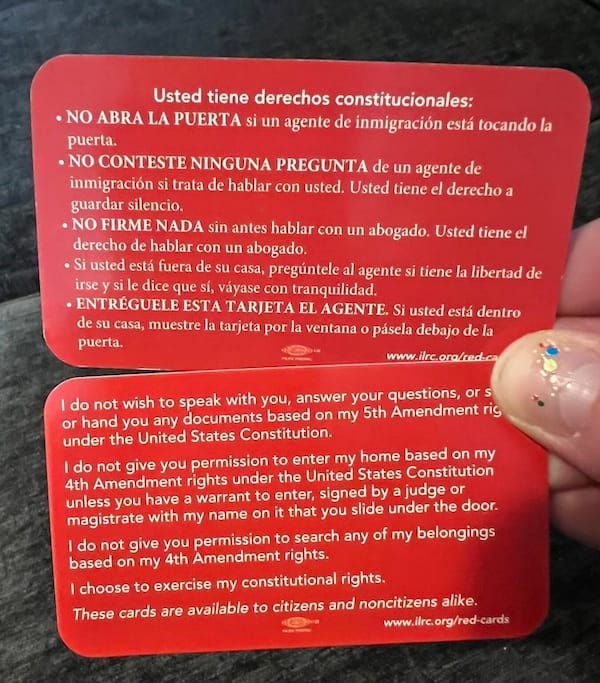 Usted tiene derechos constitucionales:
• NO ABRA LA PUERTA si un agente de inmigración está tocando la
puerta.
• NO CONTESTE NINGUNA PREGUNTA de un agente de
inmigración si trata de hablar con usted. Usted tiene el derecho a
guardar silencio.
• NO FIRME NADA sin antes hablar con un abogado. Usted tiene el
derecho de hablar con un abogado.
• Si usted está fuera de su casa, pregúntele al agente si tiene la libertad de
irse y si le dice que sí, váyase con tranquilidad.
• ENTRÉGUELE ESTA TARJETA EL AGENTE. Si usted está dentro
de su casa, muestre la tarjeta por la ventana o pásela debajo de la
puerta.
www.ilrc.org/red-ca
I do not wish to speak with you, answer your questions, or s
or hand you any documents based on my 5th Amendment rig
under the United States Constitution.
I do not give you permission to enter my home based on my
4th Amendment rights under the United States Constitution
unless you have a warrant to enter, signed by a judge or
magistrate with my name on it that you slide under the door.
I do not give you permission to search any of my belongings
based on my 4th Amendment rights.
I choose to exercise my constitutional rights.
These cards are available to citizens and noncitizens alike.
www.ilrc.org/red-cards